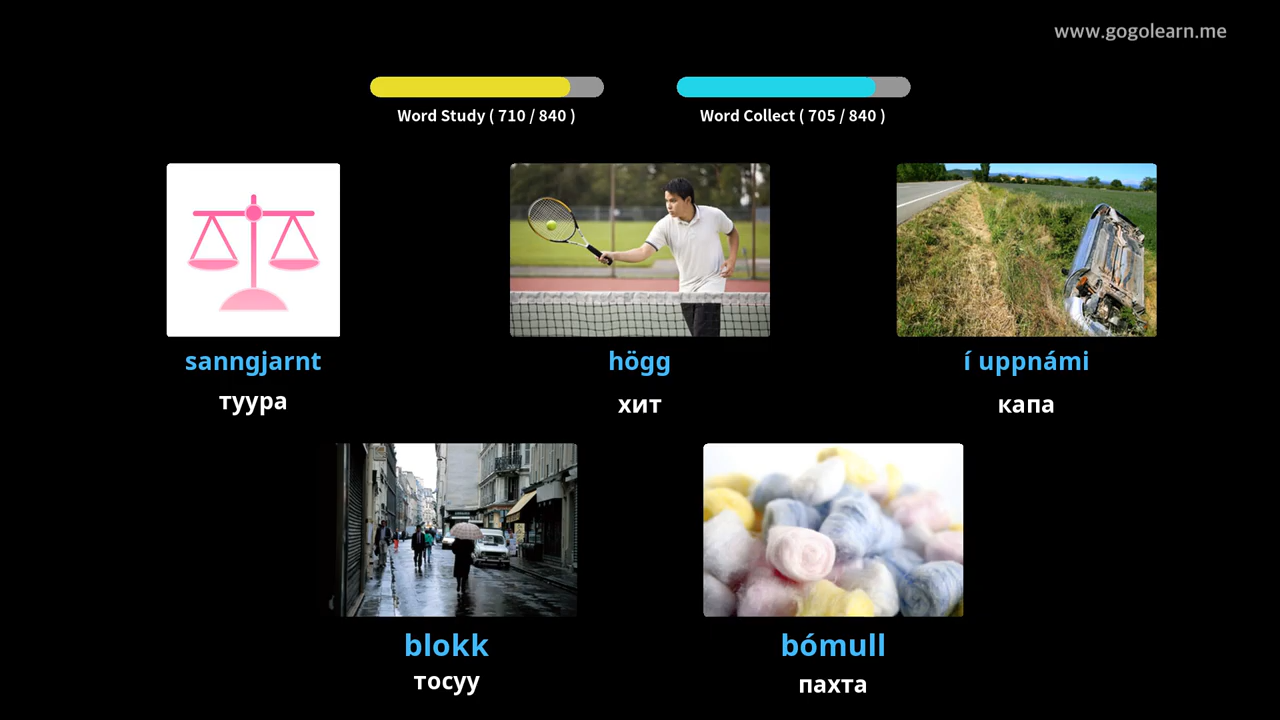 www.gogolearn.me
Word Study ( 710 / 840 )
Word Collect ( 705 / 840 )
sanngjarnt
туура
högg
хит
í uppnámi
капа
blokk
тосуу
bómull
пахта